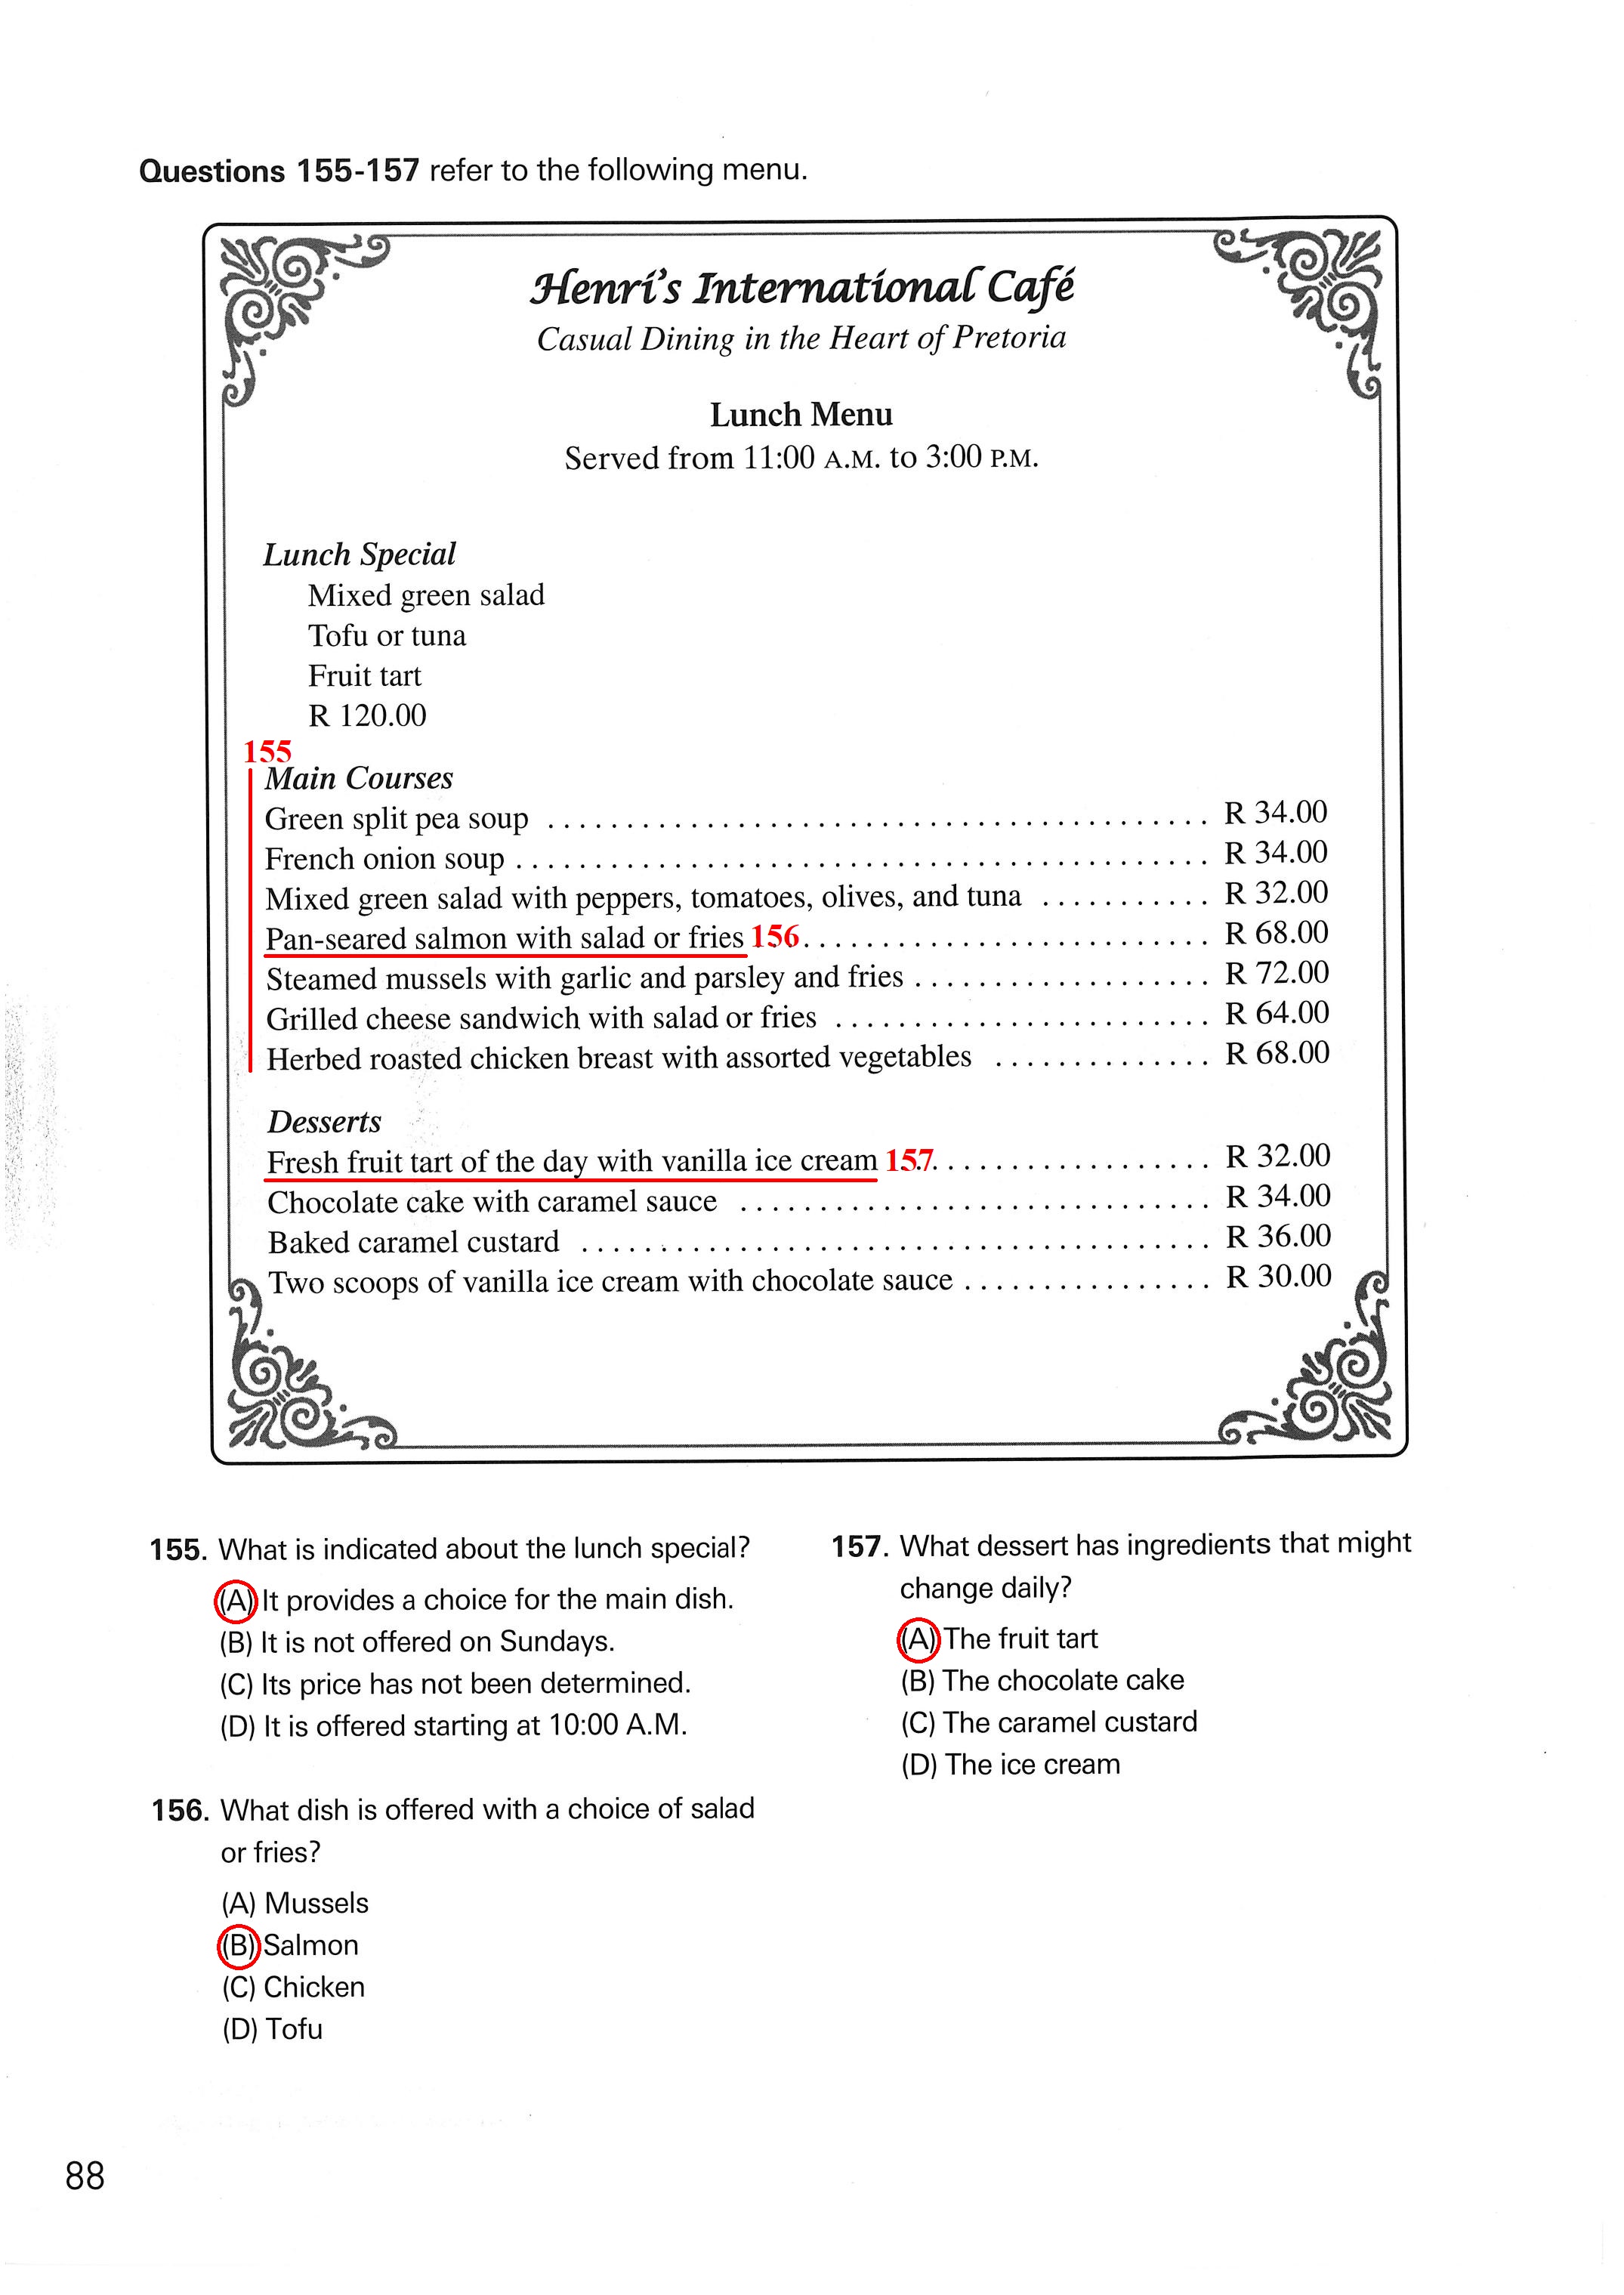 Questions 155-157 refer to the following menu.
Henri's International Café
Casual Dining in the Heart of Pretoria
Lunch Menu
Served from 11:00 A.M. to 3:00 P.M.
Lunch Special
Mixed green salad
Tofu or tuna
Fruit tart
R 120.00
155
Main Courses
Green split pea soup ........................................... R 34.00
French onion soup ............................................. R 34.00
Mixed green salad with peppers, tomatoes, olives, and tuna ........... R 32.00
Pan-seared salmon with salad or fries 156 .......................... R 68.00
Steamed mussels with garlic and parsley and fries ................... R 72.00
Grilled cheese sandwich with salad or fries ........................ R 64.00
Herbed roasted chicken breast with assorted vegetables .............. R 68.00
Desserts
Fresh fruit tart of the day with vanilla ice cream 157 .................. R 32.00
Chocolate cake with caramel sauce .............................. R 34.00
Baked caramel custard ......................................... R 36.00
Two scoops of vanilla ice cream with chocolate sauce ................ R 30.00
155. What is indicated about the lunch special?
(A) It provides a choice for the main dish.
(B) It is not offered on Sundays.
(C) Its price has not been determined.
(D) It is offered starting at 10:00 A.M.
156. What dish is offered with a choice of salad
or fries?
(A) Mussels
(B) Salmon
(C) Chicken
(D) Tofu
157. What dessert has ingredients that might
change daily?
(A) The fruit tart
(B) The chocolate cake
(C) The caramel custard
(D) The ice cream
88